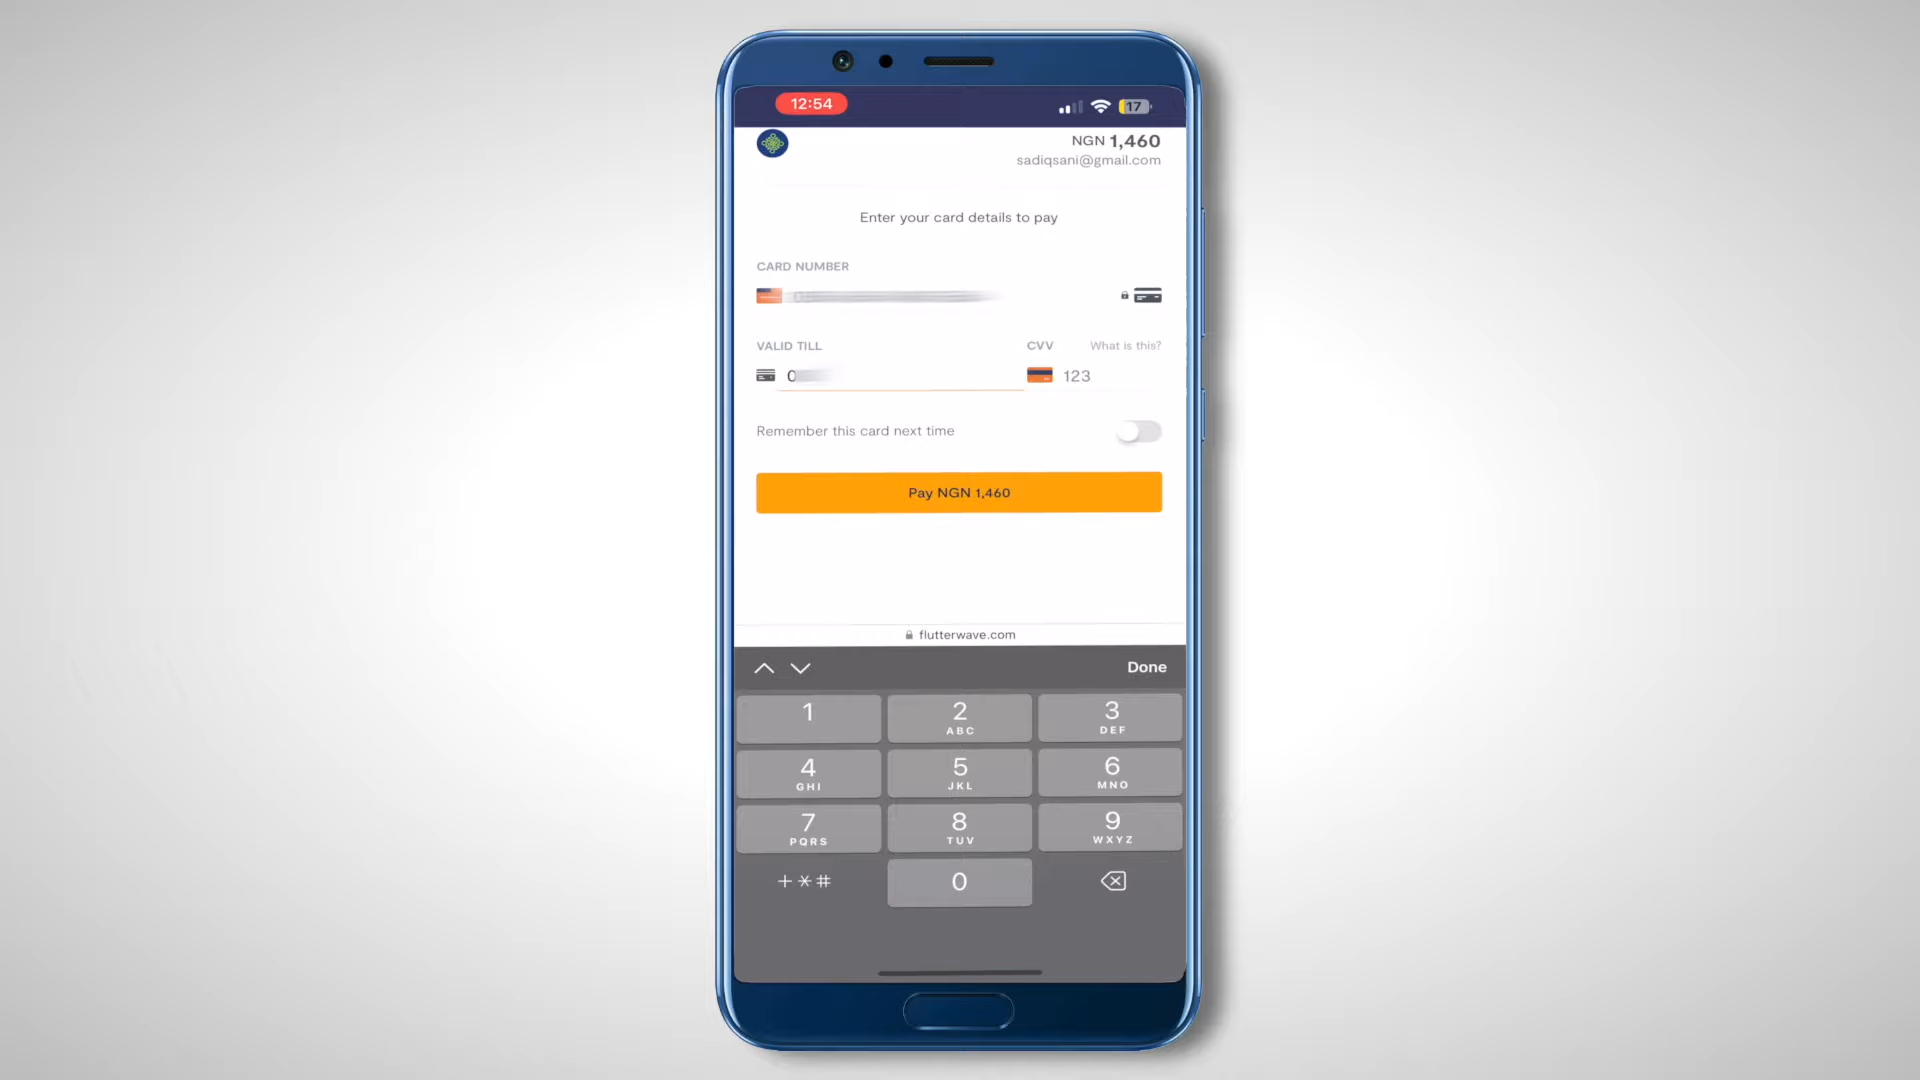 12:54
17
NGN 1,460
sadiqsani@gmail.com
Enter your card details to pay
CARD NUMBER
VALID TILL
CVV
What is this?
0
123
Remember this card next time
Pay NGN 1,460
flutterwave.com
Done
1
2
3
ABC
DEF
4
5
6
GHI
JKL
MNO
7
8
9
PQRS
TUV
WXYZ
+*#
0